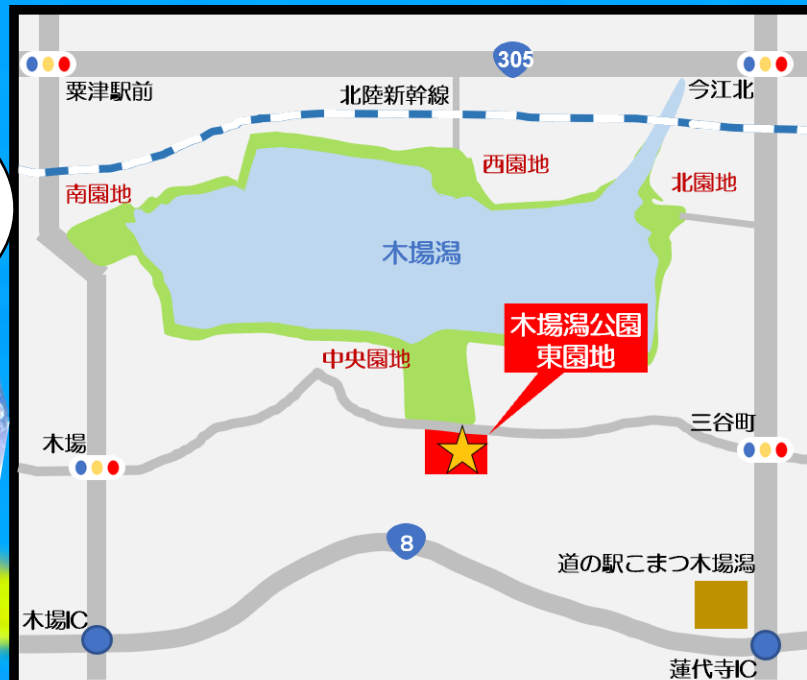 305
粟津駅前
北陸新幹線
今江北
西園地
北園地
南園地
木場潟
木場潟公園
東園地
中央園地
三谷町
木場
8
道の駅こまつ木場潟
木場IC
蓮代寺IC